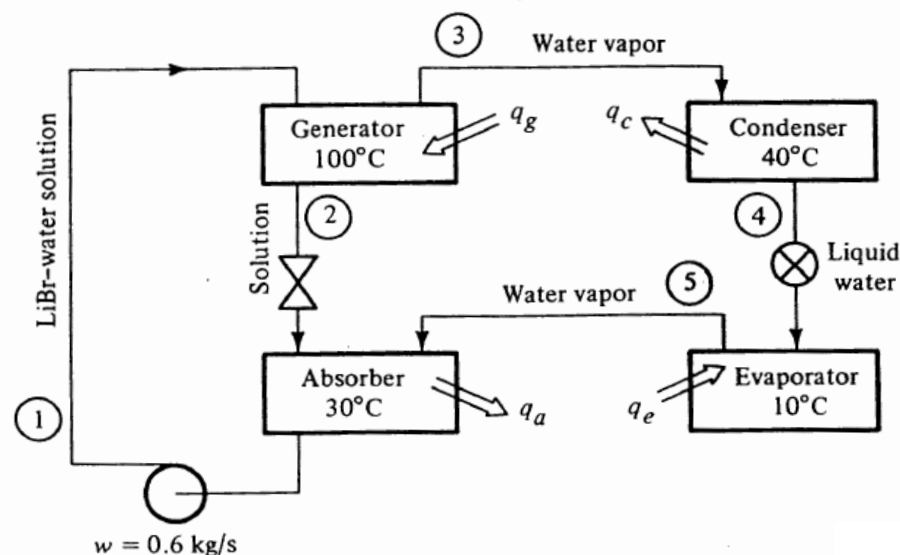 3
Water vapor
Generator
100°C
q_g
q_c
Condenser
40°C
LiBr–water solution
2
Solution
4
Liquid
water
Water vapor
5
Absorber
30°C
q_a
q_e
Evaporator
10°C
1
w = 0.6 kg/s